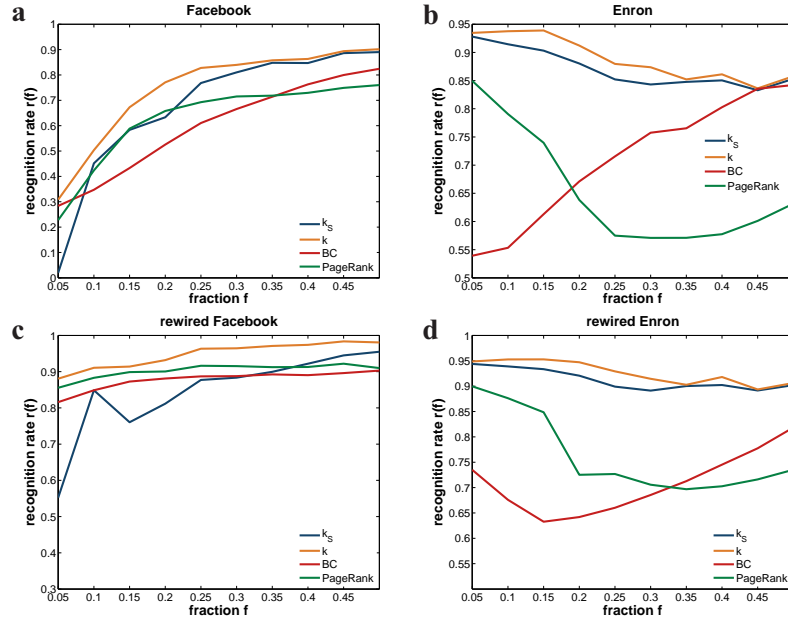 a
Facebook
recognition rate r(f)
1
0.9
0.8
0.7
0.6
0.5
0.4
0.3
0.2
0.1
0
0.05 0.1 0.15 0.2 0.25 0.3 0.35 0.4 0.45
fraction f
k_S
k
BC
PageRank
b
Enron
recognition rate r(f)
0.95
0.9
0.85
0.8
0.75
0.7
0.65
0.6
0.55
0.5
0.05 0.1 0.15 0.2 0.25 0.3 0.35 0.4 0.45
fraction f
k_S
k
BC
PageRank
c
rewired Facebook
recognition rate r(f)
1
0.9
0.8
0.7
0.6
0.5
0.4
0.3
0.05 0.1 0.15 0.2 0.25 0.3 0.35 0.4 0.45
fraction f
k_S
k
BC
PageRank
d
rewired Enron
recognition rate r(f)
0.95
0.9
0.85
0.8
0.75
0.7
0.65
0.6
0.55
0.05 0.1 0.15 0.2 0.25 0.3 0.35 0.4 0.45
fraction f
k_S
k
BC
PageRank